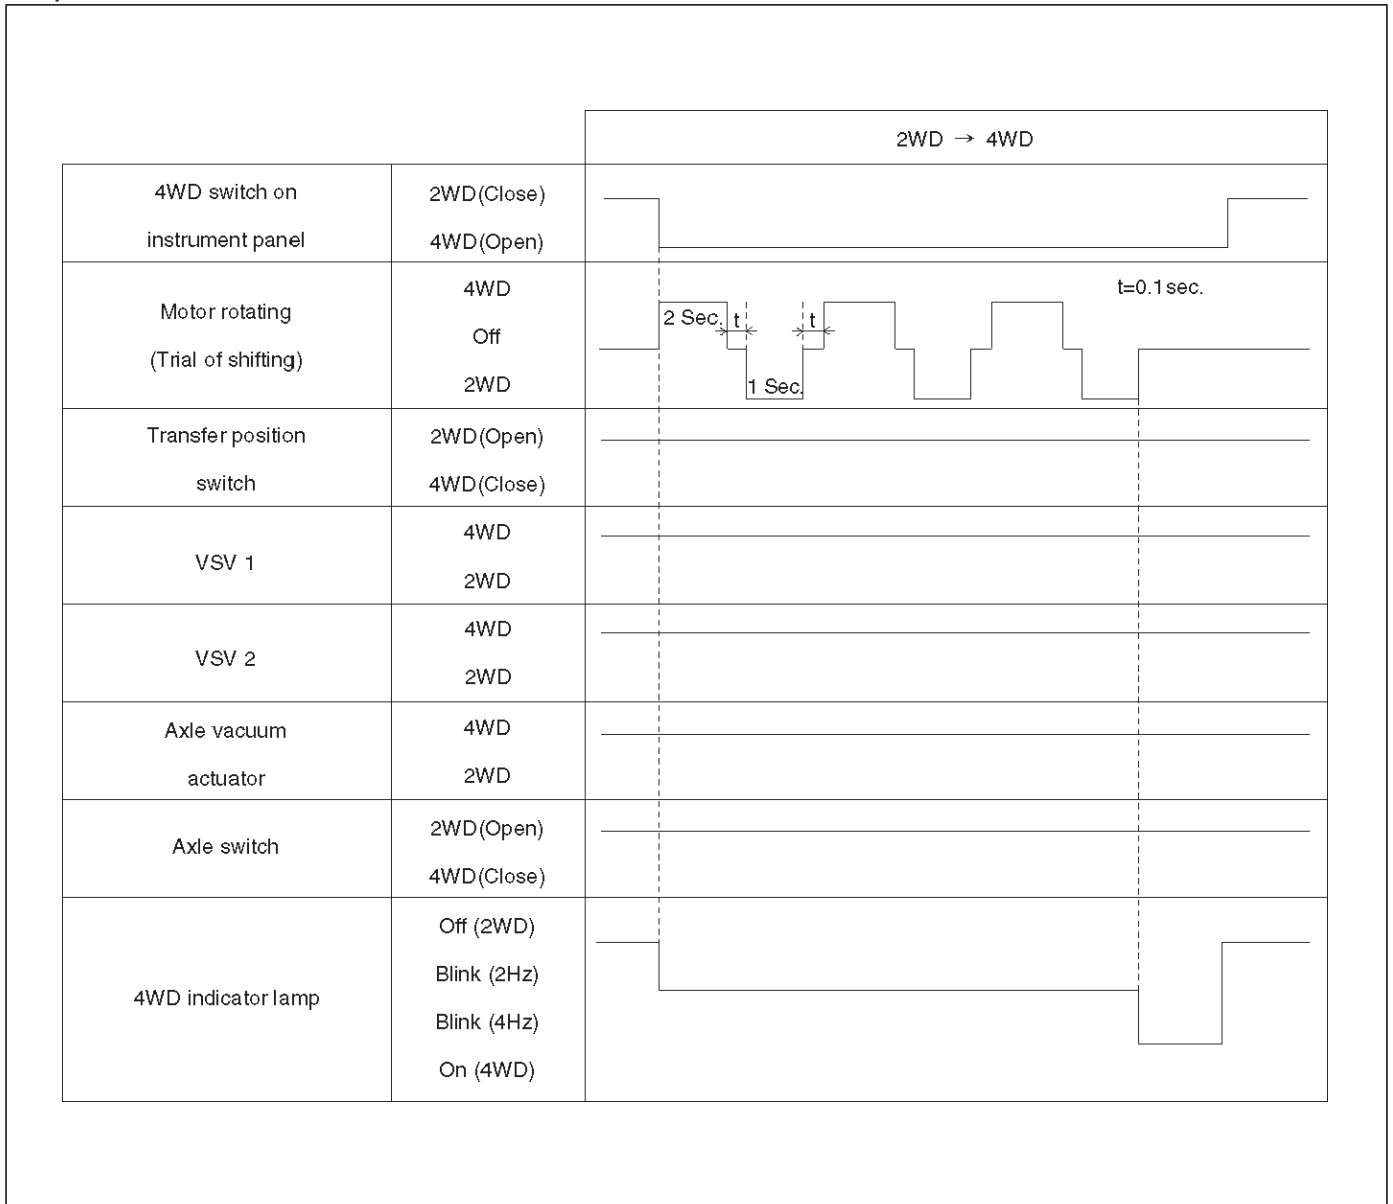 2WD → 4WD
4WD switch on
instrument panel
2WD(Close)
4WD(Open)
Motor rotating
(Trial of shifting)
4WD
Off
2WD
2 Sec.
t
1 Sec.
t
t=0.1sec.
Transfer position
switch
2WD(Open)
4WD(Close)
VSV 1
4WD
2WD
VSV 2
4WD
2WD
Axle vacuum
actuator
4WD
2WD
Axle switch
2WD(Open)
4WD(Close)
4WD indicator lamp
Off (2WD)
Blink (2Hz)
Blink (4Hz)
On (4WD)